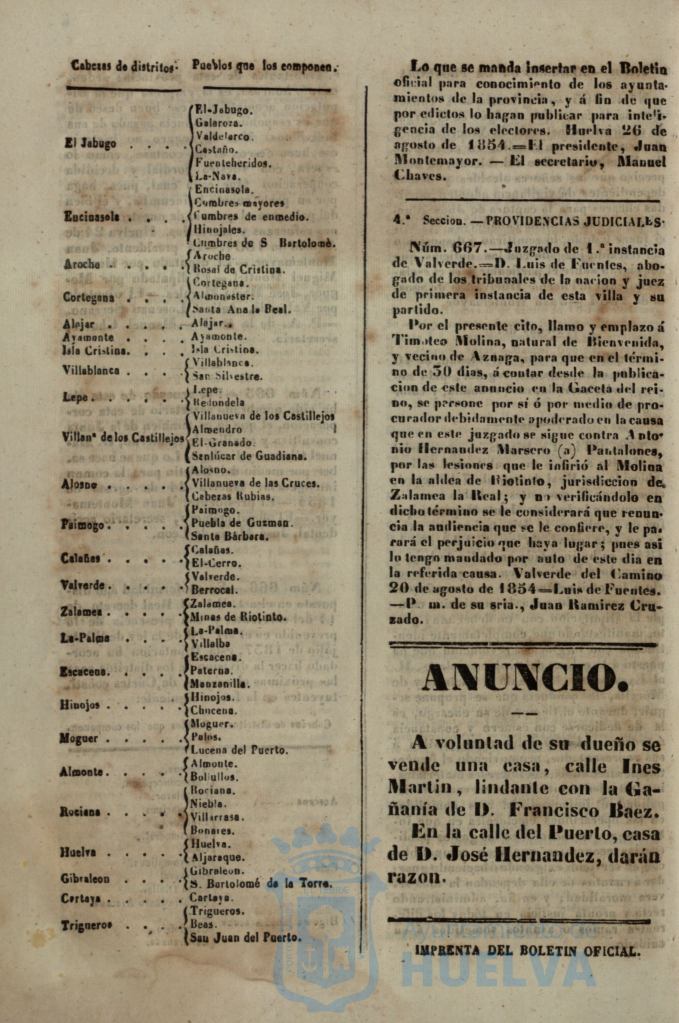 Cabezas de distritos. Pueblos que los componen.
El Jabugo . . . .
El-Jabugo.
Galaroza.
Valdelarco.
Castaño.
Fuenteheridos.
La-Nava.
Encinasola . . . .
Encinasola.
Cumbres mayores
Cumbres de enmedio.
Hinojales.
Cumbres de S Bartolomé.
Aroche . . . . .
Aroche
Rosal de Cristina.
Cortegana . . . .
Cortegana.
Almonaster.
Santa Ana la Real.
Alajar . . . . . Alajar.
Ayamonte . . . . Ayamonte.
Isla Cristina. . . . Isla Cristina.
Villablanca . . . .
Villablanca.
San Silvestre.
Lepe . . . . .
Lepe.
Redondela
Villanª de los Castillejos
Villanueva de los Castillejos
Almendro
El-Granado.
Sanlúcar de Guadiana.
Alosno . . . . .
Alosno.
Villanueva de las Cruces.
Cabezas Rubias.
Paimogo. . . . .
Paimogo.
Puebla de Guzman.
Santa Bárbara.
Calañas. . . . .
Calañas.
El-Cerro.
Valverde. . . . .
Valverde.
Berrocal.
Zalamea. . . . .
Zalamea.
Minas de Riotinto.
La-Palma . . . .
La-Palma.
Villalba
Escacena. . . . .
Escacena.
Paterna.
Manzanilla.
Hinojos . . . . .
Hinojos.
Chucena.
Moguer . . . . .
Moguer.
Palos.
Lucena del Puerto.
Almonte . . . . .
Almonte.
Bollullos.
Rociana . . . . .
Rociana.
Niebla.
Villarrasa.
Bonares.
Huelva . . . . .
Huelva.
Aljaraque.
Gibraleon . . . .
Gibraleon.
S. Bartolomé de la Torre.
Cartaya . . . . . Cartaya.
Trigueros . . . .
Trigueros.
Beas.
San Juan del Puerto.
Lo que se manda insertar en el Boletin
oficial para conocimiento de los ayunta-
mientos de la provincia, y á fin de que
por edictos lo hagan publicar para inteli-
gencia de los electores. Huelva 26 de
agosto de 1854.=El presidente, Juan
Montemayor. — El secretario, Manuel
Chaves.
4.ª Seccion. — PROVIDENCIAS JUDICIALES.
Núm. 667.—Juzgado de 1.ª instancia
de Valverde.=D. Luis de Fuentes, abo-
gado de los tribunales de la nacion y juez
de primera instancia de esta villa y su
partido.
Por el presente cito, llamo y emplazo á
Timoteo Molina, natural de Bienvenida,
y vecino de Aznaga, para que en el térmi-
no de 30 dias, á contar desde la publica-
cion de este anuncio en la Gaceta del rei-
no, se persone por sí ó por medio de pro-
curador debidamente apoderado en la causa
que en este juzgado se sigue contra Anto-
nio Hernandez Marsero (a) Pantalones,
por las lesiones que le infirió al Molina
en la aldea de Riotinto, jurisdiccion de
Zalamea la Real; y no verificándolo en
dicho término se le considerará que renun-
cia la audiencia que se le confiere, y le pa-
rará el perjuicio que haya lugar; pues asi
lo tengo mandado por auto de este dia en
la referida causa. Valverde del Camino
20 de agosto de 1854=Luis de Fuentes.
—P. m. de su sria., Juan Ramirez Cru-
zado.
ANUNCIO.
A voluntad de su dueño se
vende una casa, calle Ines
Martin, lindante con la Ga-
ñanía de D. Francisco Baez.
En la calle del Puerto, casa
de D. José Hernandez, darán
razon.
IMPRENTA DEL BOLETIN OFICIAL.
HUELVA